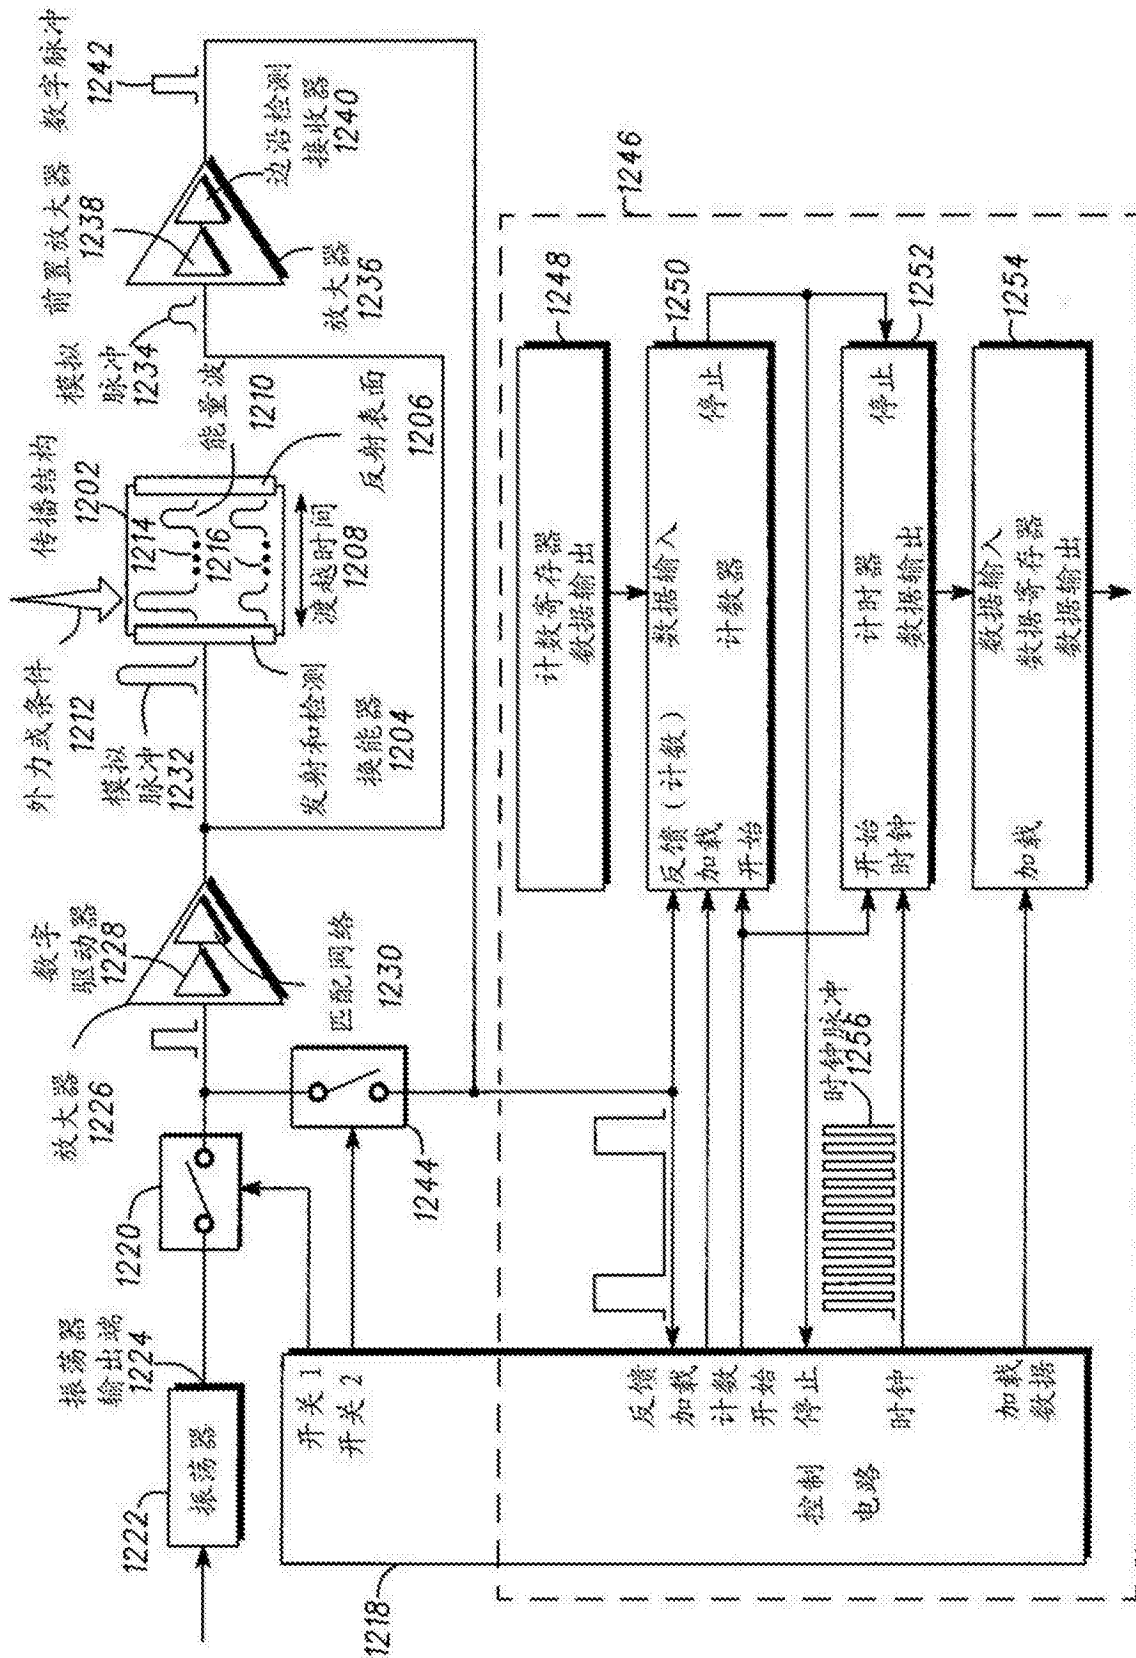 振荡器
1222
振荡器
输出端
1224
1220
放大器
1226
数字
驱动器
1228
匹配网络
1230
1244
外力或条件
1212
模拟
脉冲
1232
传播结构
1202
1214
1216
能量波
1210
反射表面
1206
渡越时间
1208
发射和检测
换能器
1204
模拟
脉冲
1234
前置放大器
1238
放大器
1236
边沿检测
接收器
1240
数字脉冲
1242
1218
开关 1
开关 2
反馈
加载
计数
开始
停止
时钟
加载
数据
控制
电路
时钟脉冲
1256
1246
计数寄存器
数据输出
1248
反馈(计数)
加载
开始
数据输入
计数器
停止
1250
开始
时钟
计时器
数据输出
停止
1252
加载
数据输入
数据寄存器
数据输出
1254